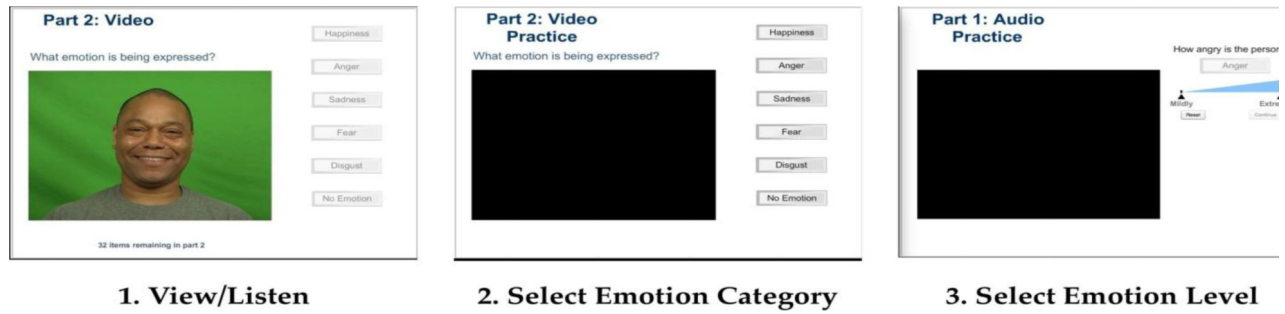 Part 2: Video
What emotion is being expressed?
Happiness
Anger
Sadness
Fear
Disgust
No Emotion
32 items remaining in part 2
1. View/Listen
Part 2: Video
Practice
What emotion is being expressed?
Happiness
Anger
Sadness
Fear
Disgust
No Emotion
2. Select Emotion Category
Part 1: Audio
Practice
How angry is the person
Anger
Mildly
Extre
Reset
Continue
3. Select Emotion Level